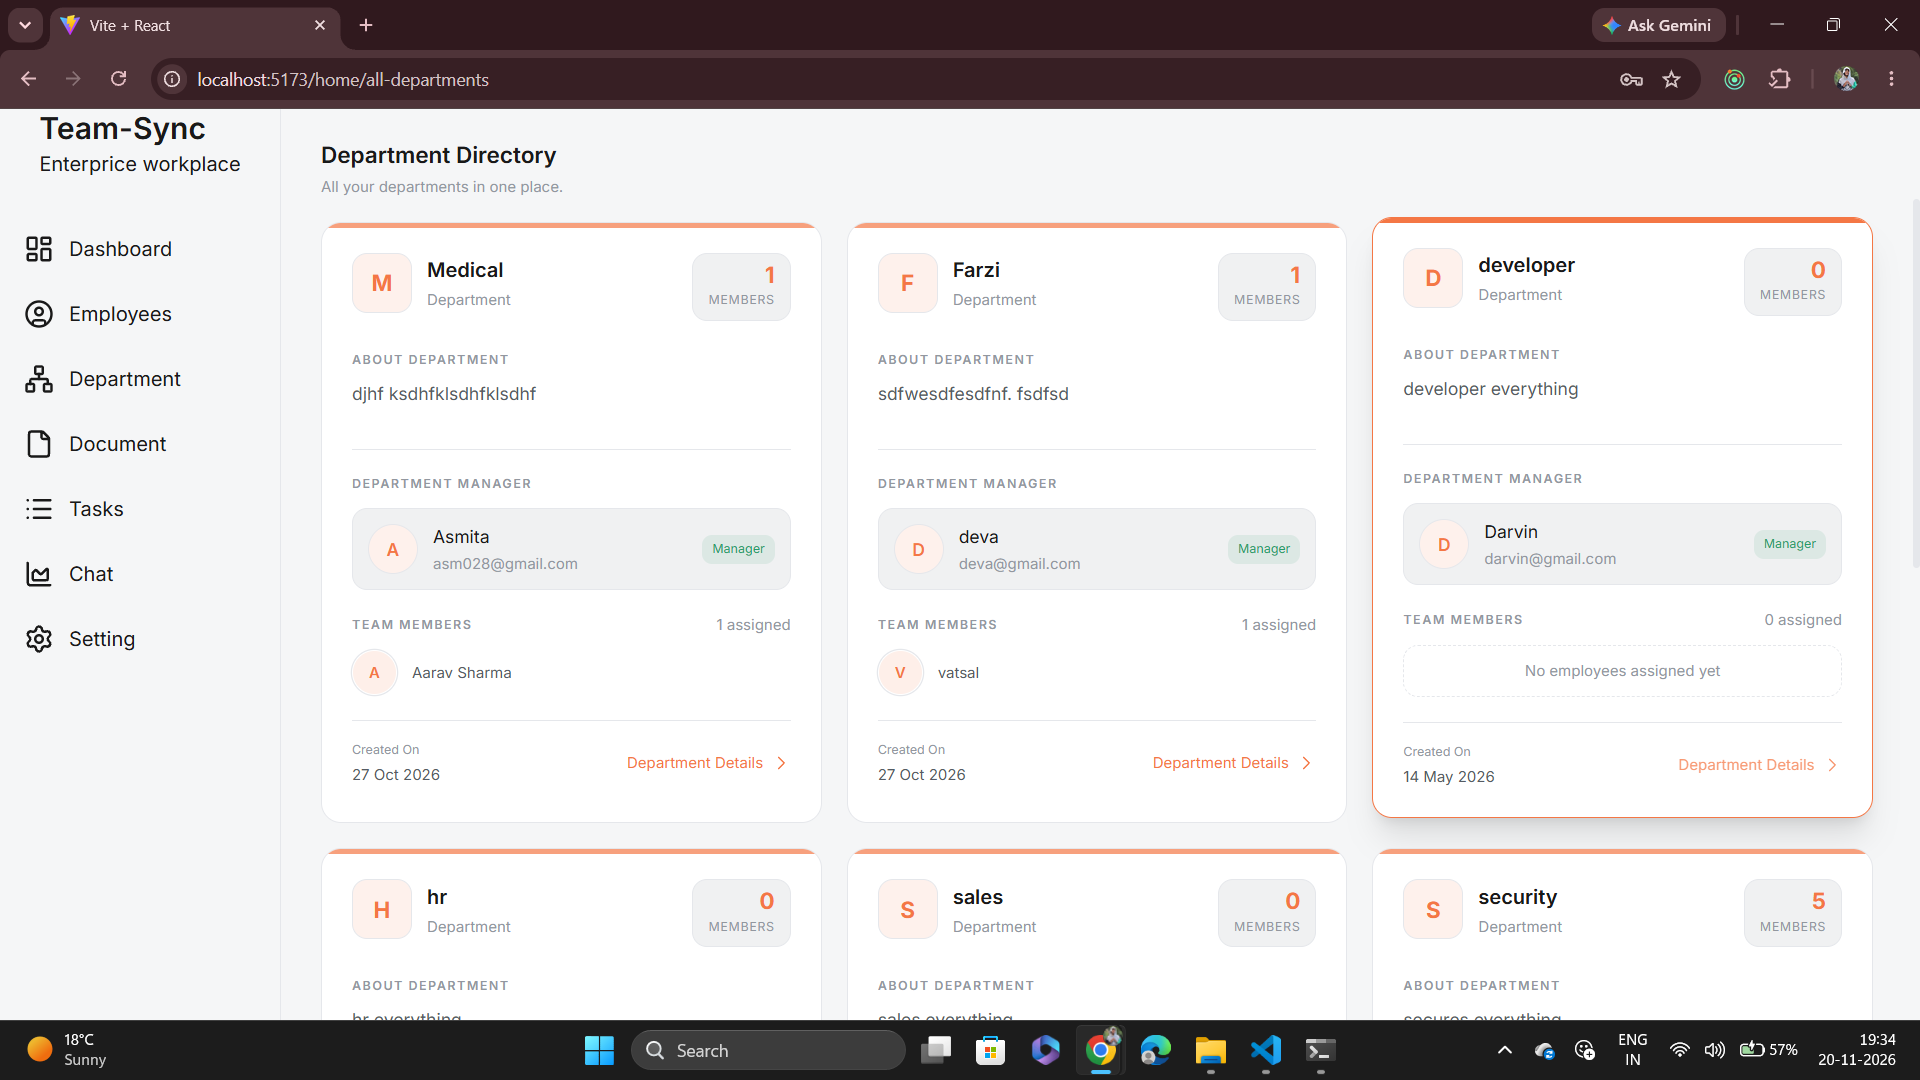 Vite + React
Ask Gemini
localhost:5173/home/all-departments
Team-Sync
Enterprice workplace
Dashboard
Employees
Department
Document
Tasks
Chat
Setting
Department Directory
All your departments in one place.
M
Medical
Department
1
MEMBERS
ABOUT DEPARTMENT
djhf ksdhfklsdhfklsdhf
DEPARTMENT MANAGER
A
Asmita
asm028@gmail.com
Manager
TEAM MEMBERS
1 assigned
A
Aarav Sharma
Created On
27 Oct 2026
Department Details
F
Farzi
Department
1
MEMBERS
ABOUT DEPARTMENT
sdfwesdfesdfnf. fsdfsd
DEPARTMENT MANAGER
D
deva
deva@gmail.com
Manager
TEAM MEMBERS
1 assigned
V
vatsal
Created On
27 Oct 2026
Department Details
D
developer
Department
0
MEMBERS
ABOUT DEPARTMENT
developer everything
DEPARTMENT MANAGER
D
Darvin
darvin@gmail.com
Manager
TEAM MEMBERS
0 assigned
No employees assigned yet
Created On
14 May 2026
Department Details
H
hr
Department
0
MEMBERS
ABOUT DEPARTMENT
hr everything
S
sales
Department
0
MEMBERS
ABOUT DEPARTMENT
sales everything
S
security
Department
5
MEMBERS
ABOUT DEPARTMENT
secures everything
18°C
Sunny
Search
ENG
IN
57%
19:34
20-11-2026